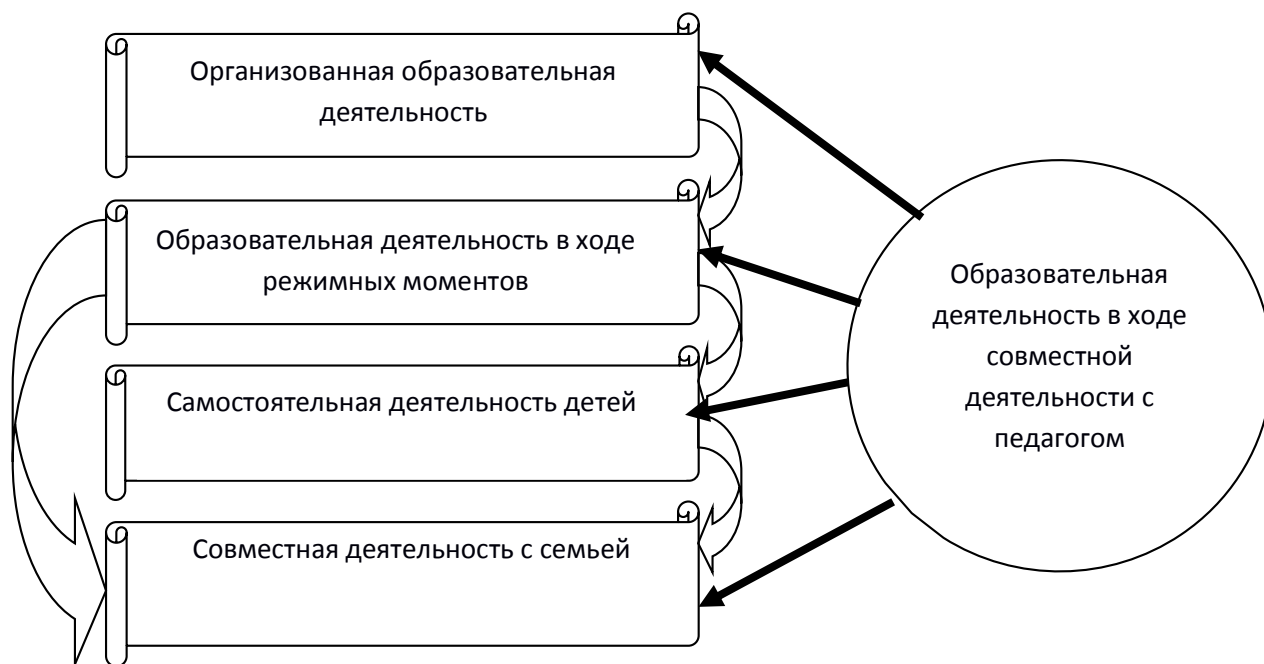 Организованная образовательная
деятельность
Образовательная деятельность в ходе
режимных моментов
Самостоятельная деятельность детей
Совместная деятельность с семьей
Образовательная
деятельность в ходе
совместной
деятельности с
педагогом